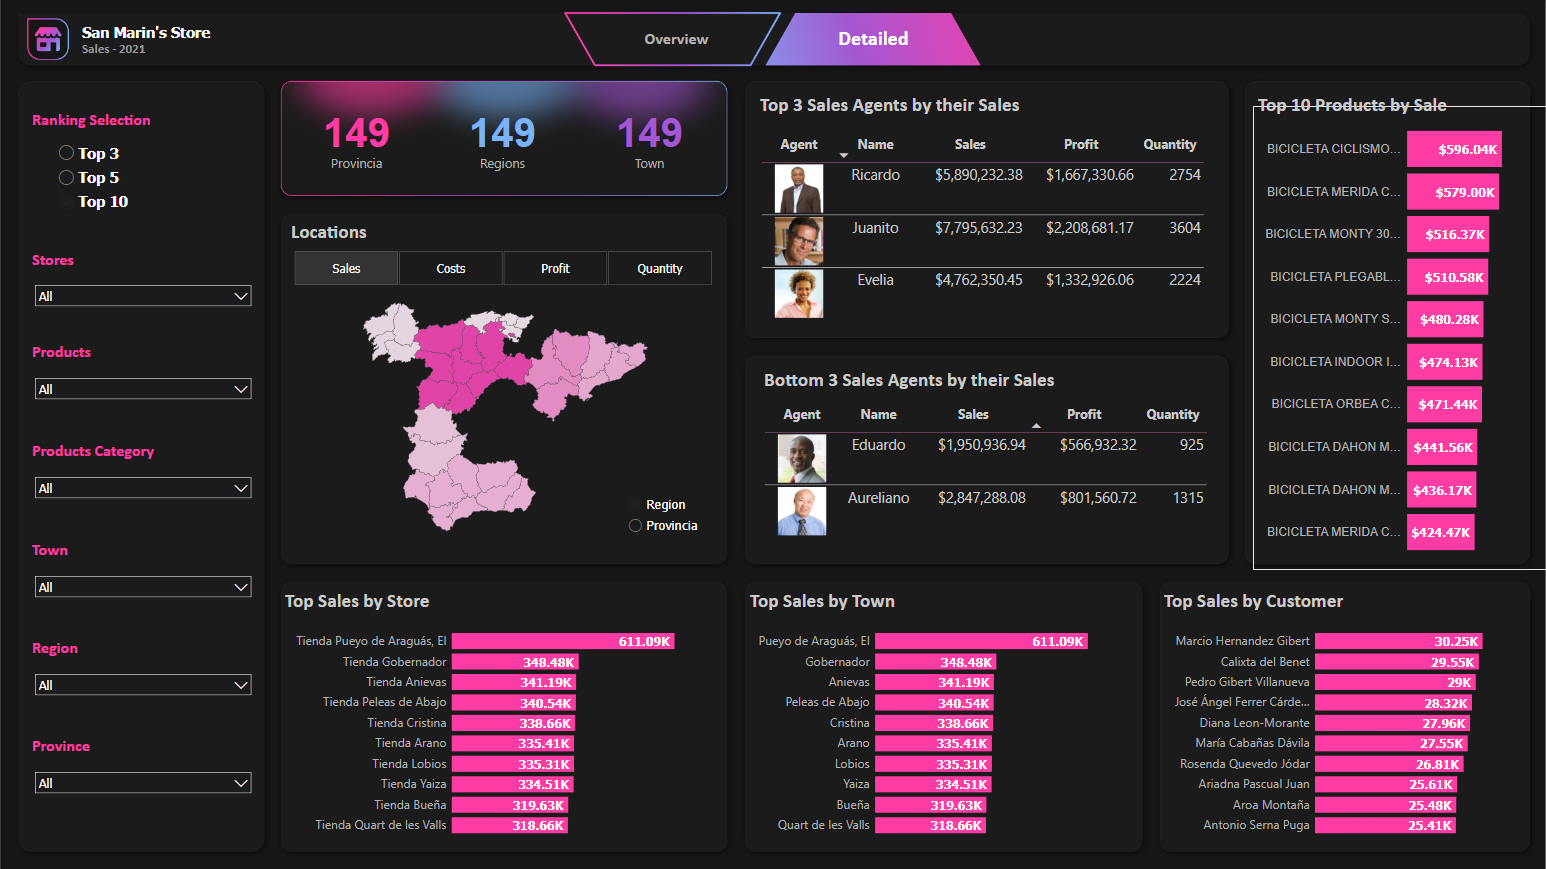 San Marin's Store
Sales - 2021
Overview
Detailed
Ranking Selection
Top 3
Top 5
Top 10
Stores
All
Products
All
Products Category
All
Town
All
Region
All
Province
All
149
Provincia
149
Regions
149
Town
Locations
Sales Costs Profit Quantity
Region
Provincia
Top 3 Sales Agents by their Sales
Agent Name Sales Profit Quantity
Ricardo $5,890,232.38 $1,667,330.66 2754
Juanito $7,795,632.23 $2,208,681.17 3604
Evelia $4,762,350.45 $1,332,926.06 2224
Bottom 3 Sales Agents by their Sales
Agent Name Sales Profit Quantity
Eduardo $1,950,936.94 $566,932.32 925
Aureliano $2,847,288.08 $801,560.72 1315
Top 10 Products by Sale
BICICLETA CICLISMO... $596.04K
BICICLETA MERIDA C... $579.00K
BICICLETA MONTY 30... $516.37K
BICICLETA PLEGABL... $510.58K
BICICLETA MONTY S... $480.28K
BICICLETA INDOOR I... $474.13K
BICICLETA ORBEA C... $471.44K
BICICLETA DAHON M... $441.56K
BICICLETA DAHON M... $436.17K
BICICLETA MERIDA C... $424.47K
Top Sales by Store
Tienda Pueyo de Araguás, El 611.09K
Tienda Gobernador 348.48K
Tienda Anievas 341.19K
Tienda Peleas de Abajo 340.54K
Tienda Cristina 338.66K
Tienda Arano 335.41K
Tienda Lobios 335.31K
Tienda Yaiza 334.51K
Tienda Bueña 319.63K
Tienda Quart de les Valls 318.66K
Top Sales by Town
Pueyo de Araguás, El 611.09K
Gobernador 348.48K
Anievas 341.19K
Peleas de Abajo 340.54K
Cristina 338.66K
Arano 335.41K
Lobios 335.31K
Yaiza 334.51K
Bueña 319.63K
Quart de les Valls 318.66K
Top Sales by Customer
Marcio Hernandez Gibert 30.25K
Calixta del Benet 29.55K
Pedro Gibert Villanueva 29K
José Ángel Ferrer Cárde... 28.32K
Diana Leon-Morante 27.96K
María Cabañas Dávila 27.55K
Rosenda Quevedo Jódar 26.81K
Ariadna Pascual Juan 25.61K
Aroa Montaña 25.48K
Antonio Serna Puga 25.41K